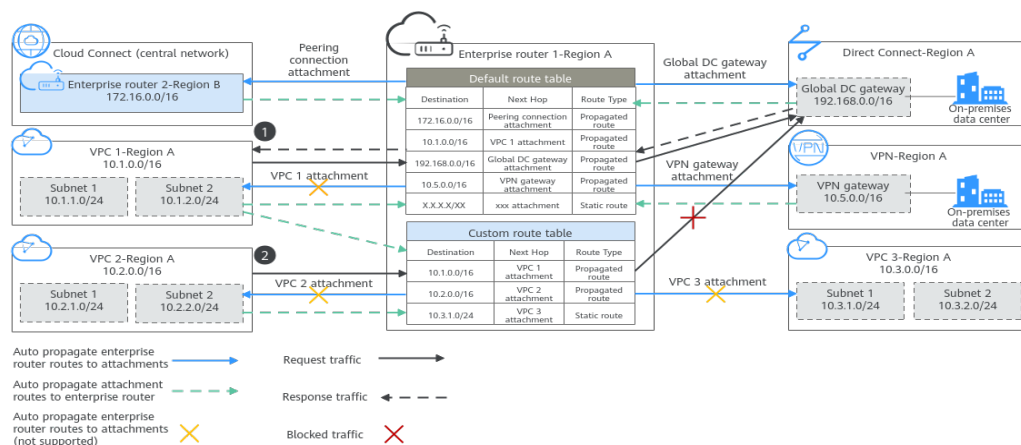 Cloud Connect (central network)
Enterprise router 2-Region B
172.16.0.0/16
Peering
connection
attachment
Enterprise router 1-Region A
Default route table
Destination
Next Hop
Route Type
172.16.0.0/16
Peering connection
attachment
Propagated
route
10.1.0.0/16
VPC 1 attachment
Propagated
route
192.168.0.0/16
Global DC gateway
attachment
Propagated
route
10.5.0.0/16
VPN gateway
attachment
Propagated
route
X.X.X.X/XX
xxx attachment
Static route
Custom route table
Destination
Next Hop
Route Type
10.1.0.0/16
VPC 1
attachment
Propagated
route
10.2.0.0/16
VPC 2
attachment
Propagated
route
10.3.1.0/24
VPC 3
attachment
Static route
Global DC gateway
attachment
Direct Connect-Region A
Global DC gateway
192.168.0.0/16
On-premises
data center
1
VPC 1-Region A
10.1.0.0/16
Subnet 1
10.1.1.0/24
Subnet 2
10.1.2.0/24
VPC 1 attachment
VPN gateway
attachment
VPN
VPN-Region A
VPN gateway
10.5.0.0/16
On-premises
data center
2
VPC 2-Region A
10.2.0.0/16
Subnet 1
10.2.1.0/24
Subnet 2
10.2.2.0/24
VPC 2 attachment
VPC 3 attachment
VPC 3-Region A
10.3.0.0/16
Subnet 1
10.3.1.0/24
Subnet 2
10.3.2.0/24
Auto propagate enterprise
router routes to attachments
Request traffic
Auto propagate attachment
routes to enterprise router
Response traffic
Auto propagate enterprise
router routes to attachments
(not supported)
Blocked traffic